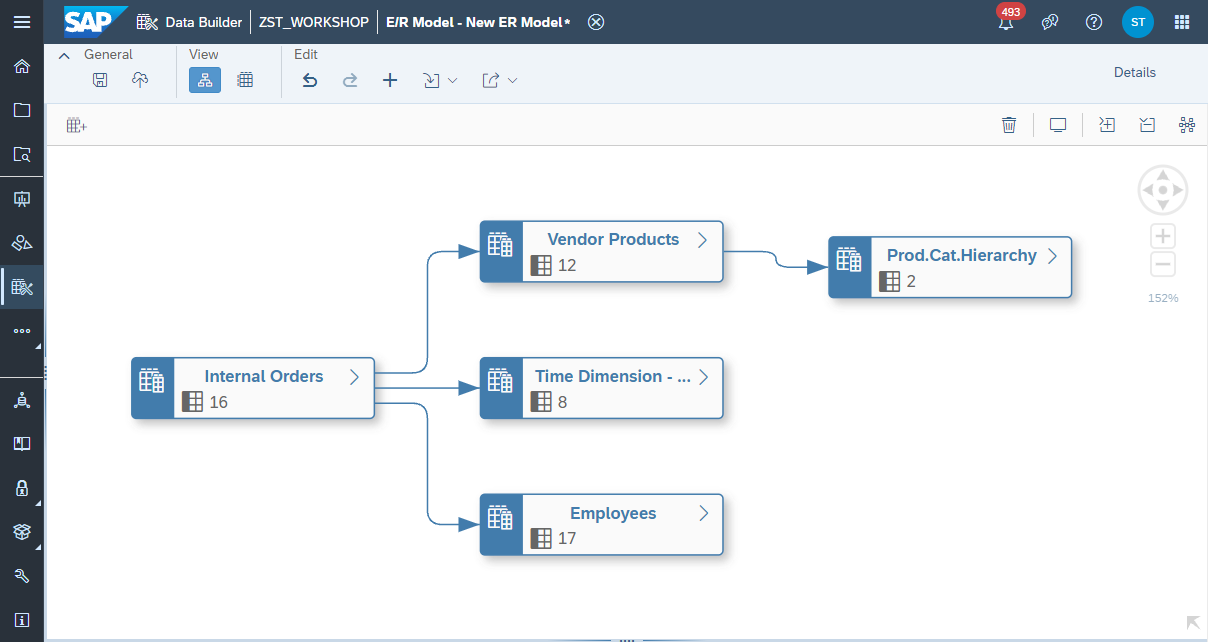 SAP Data Builder ZST_WORKSHOP E/R Model - New ER Model* 493 ST
General View Edit
Details
Vendor Products
12
Prod.Cat.Hierarchy
2
152%
Internal Orders
16
Time Dimension - ...
8
Employees
17